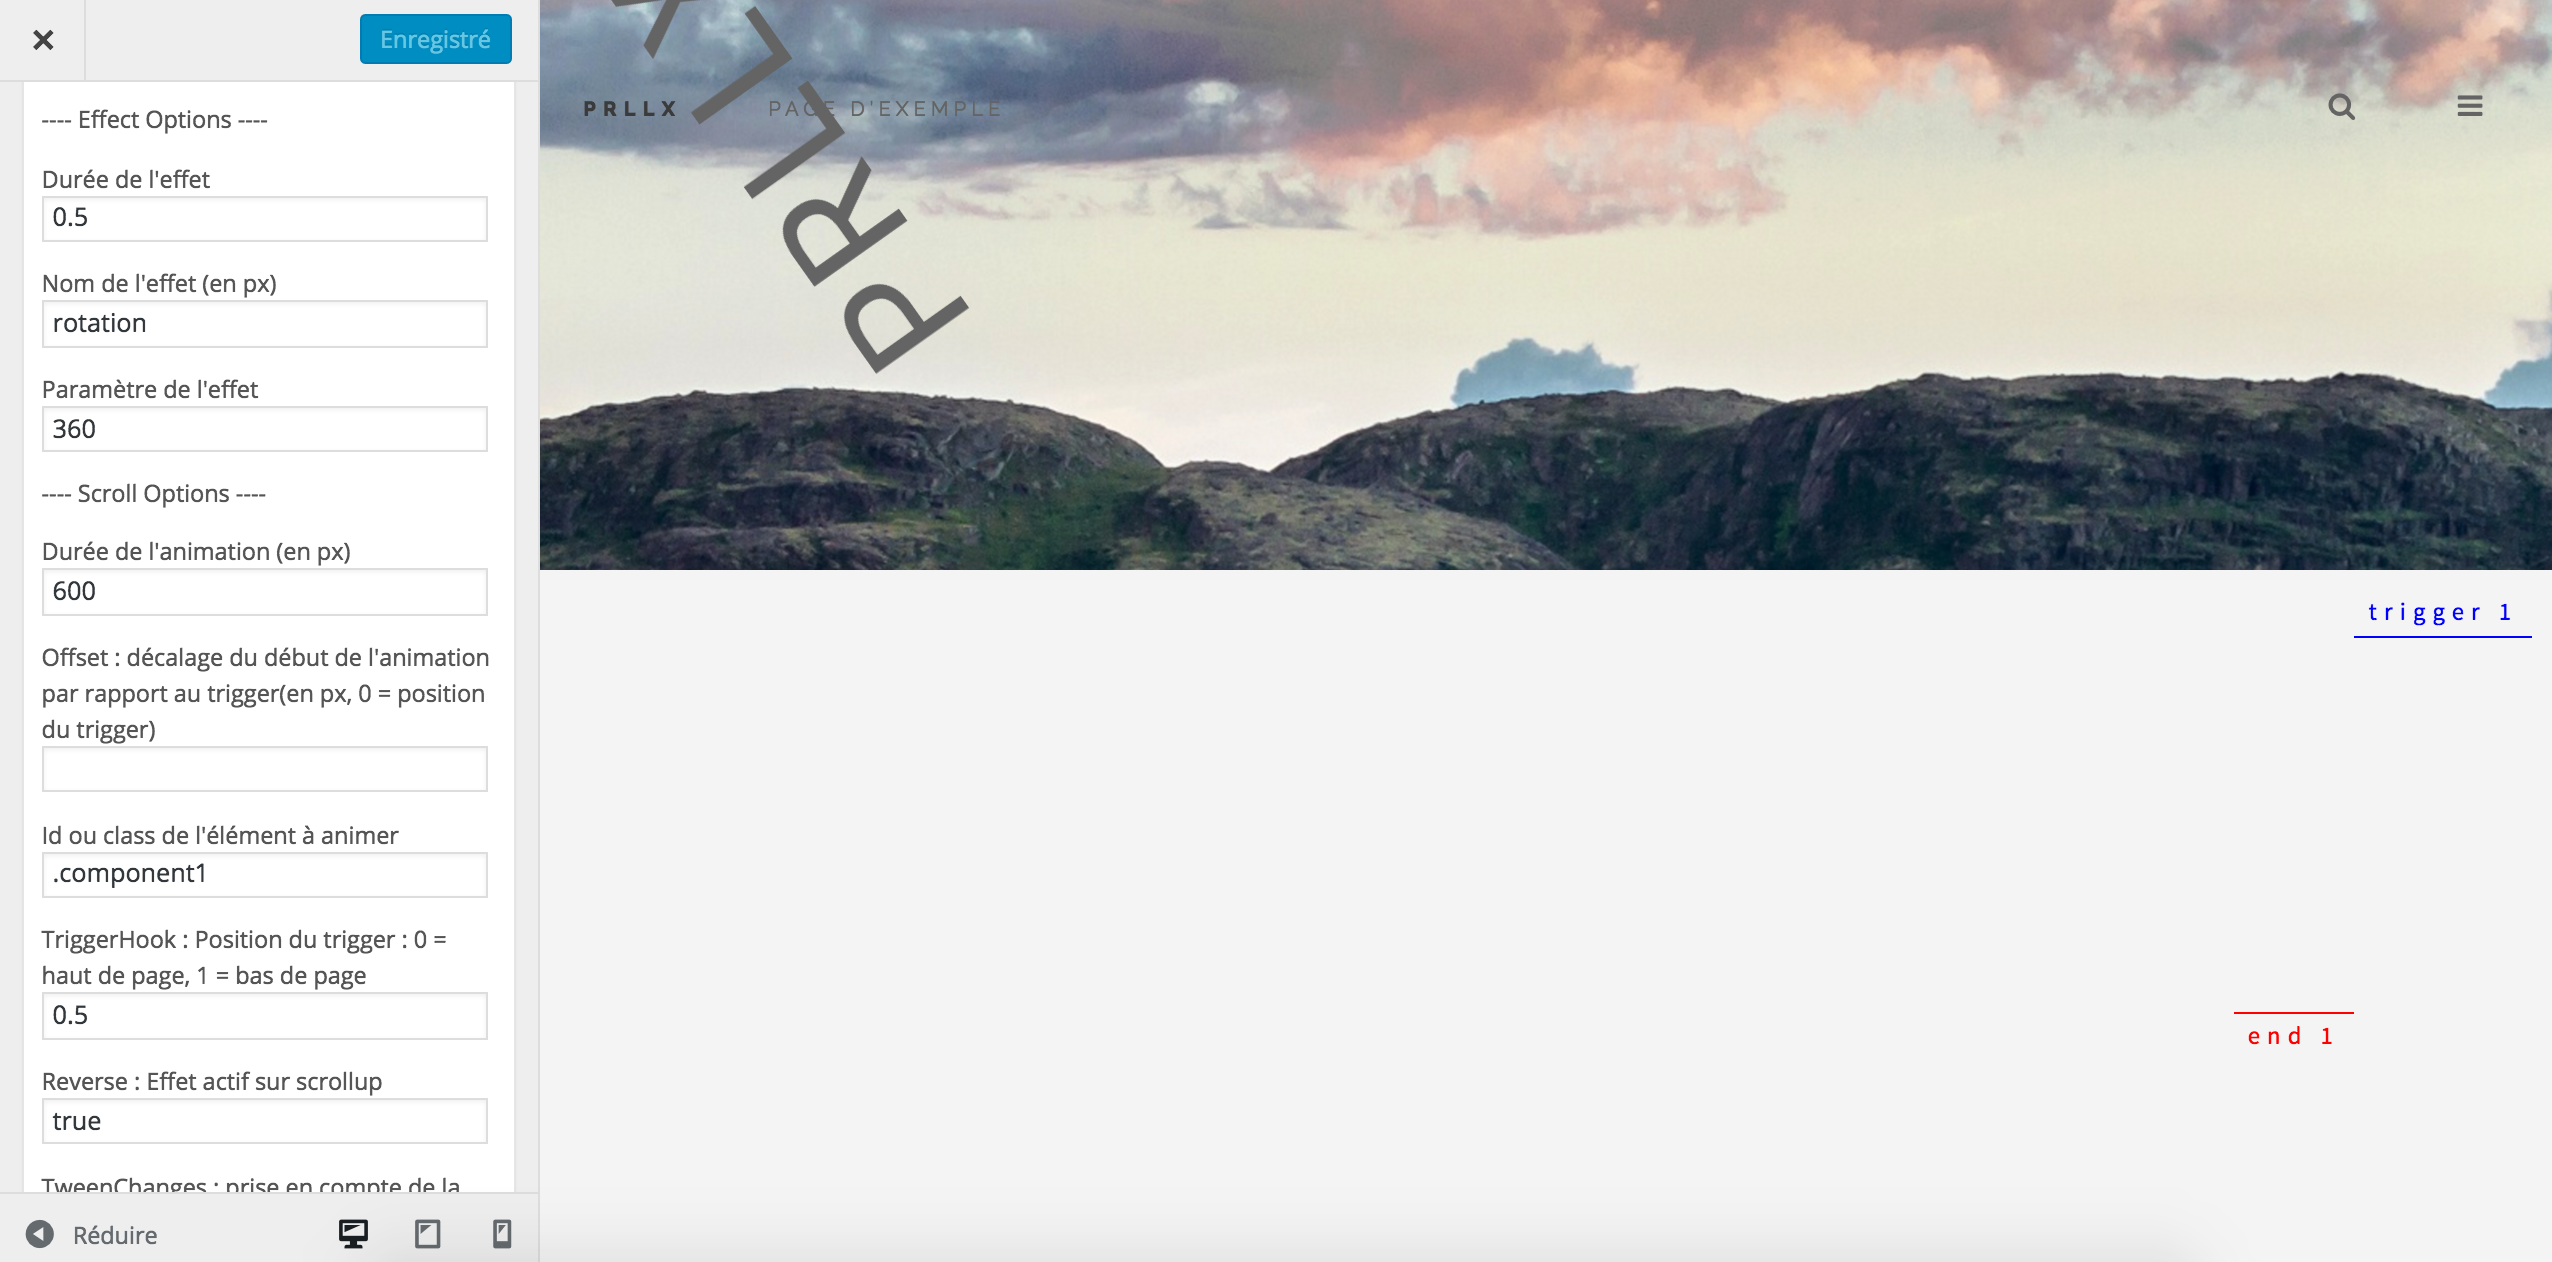 Enregistré
---- Effect Options ----
Durée de l'effet
0.5
Nom de l'effet (en px)
rotation
Paramètre de l'effet
360
---- Scroll Options ----
Durée de l'animation (en px)
600
Offset : décalage du début de l'animation
par rapport au trigger(en px, 0 = position
du trigger)
Id ou class de l'élément à animer
.component1
TriggerHook : Position du trigger : 0 =
haut de page, 1 = bas de page
0.5
Reverse : Effet actif sur scrollup
true
TweenChanges : prise en compte de la
Réduire
PRLLX
PAGE D'EXEMPLE
PRLLX
trigger 1
end 1